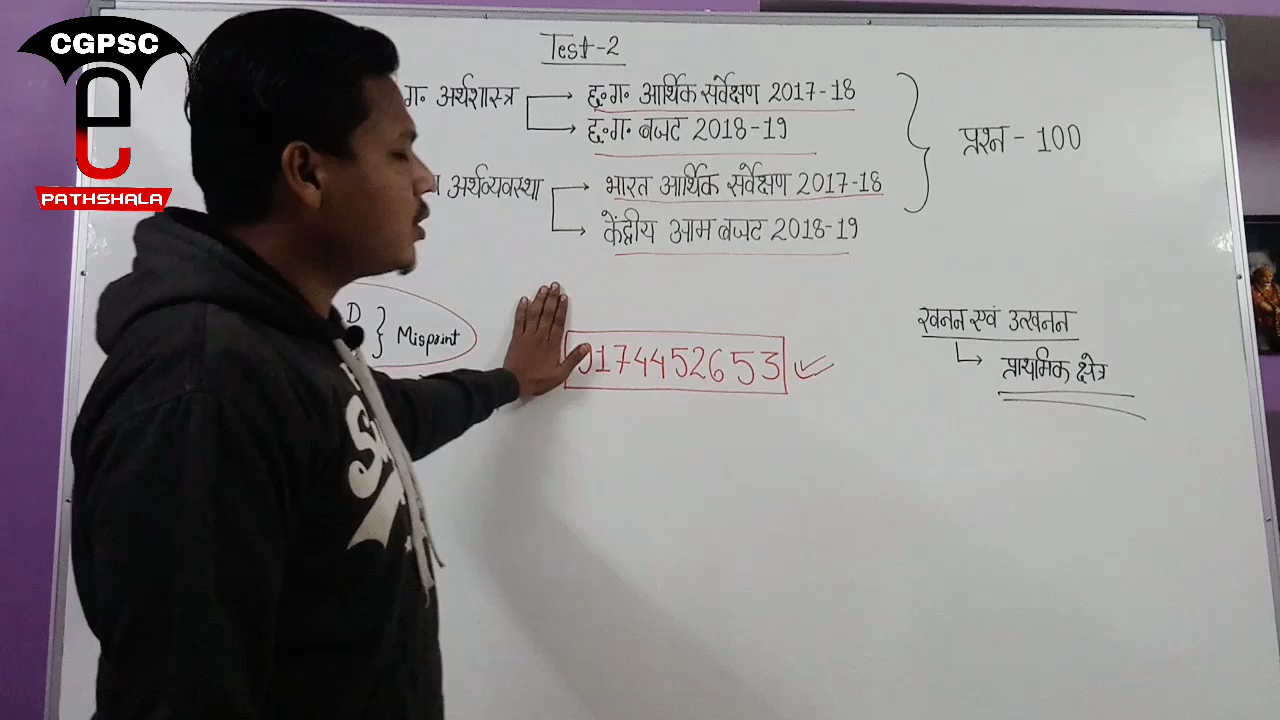 CGPSC
e
PATHSHALA
Test-2
ग॰ अर्थशास्त्र
छ॰ग॰ आर्थिक सर्वेक्षण 2017-18
छ॰ग॰ बजट 2018-19
प्रश्न - 100
अर्थव्यवस्था
भारत आर्थिक सर्वेक्षण 2017-18
केंद्रीय आम बजट 2018-19
D } Misprint
9174452653
खनन एवं उत्खनन
प्राथमिक क्षेत्र